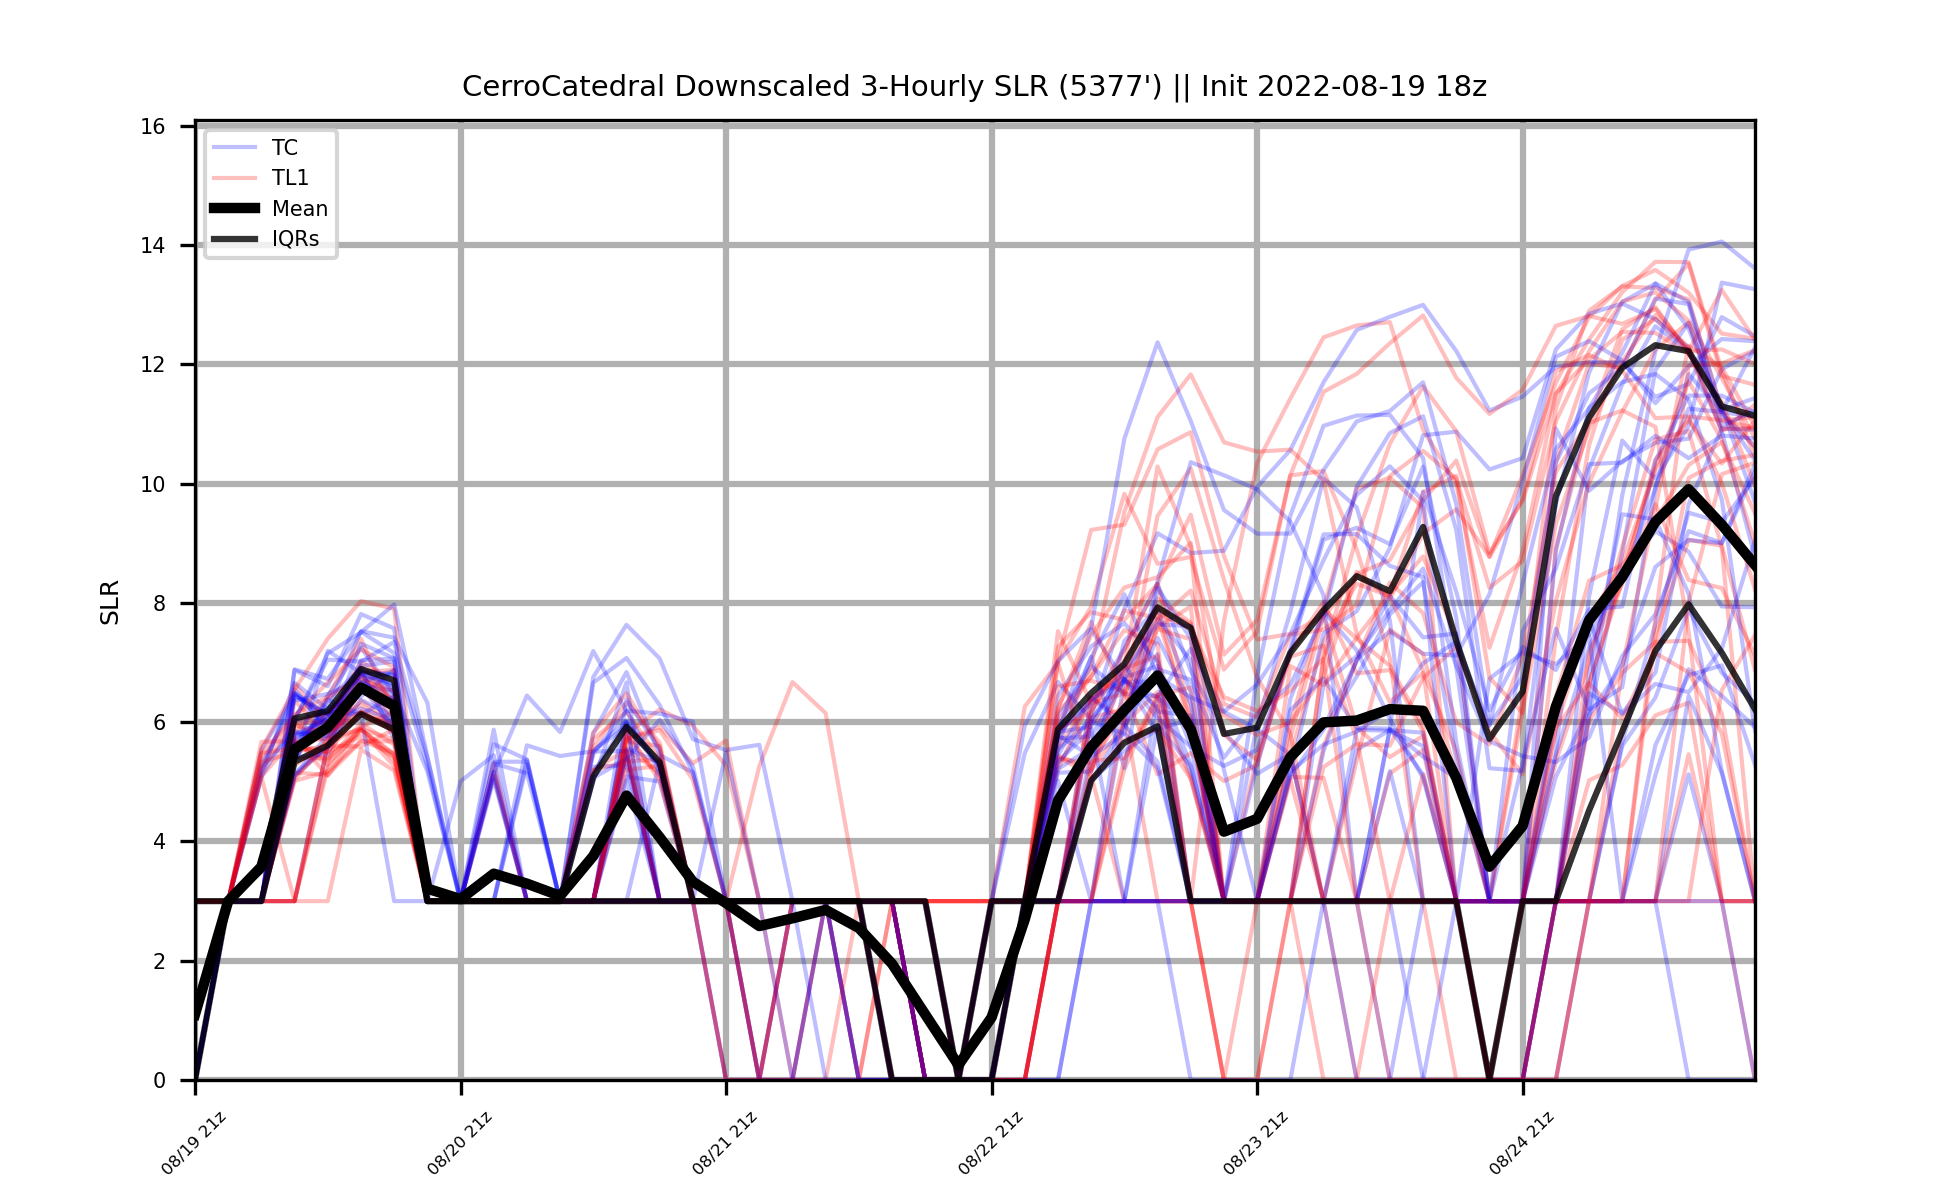 CerroCatedral Downscaled 3-Hourly SLR (5377') || Init 2022-08-19 18z
16
14
12
10
8
6
4
2
0
SLR
TC
TL1
Mean
IQRs
08/19 21z
08/20 21z
08/21 21z
08/22 21z
08/23 21z
08/24 21z